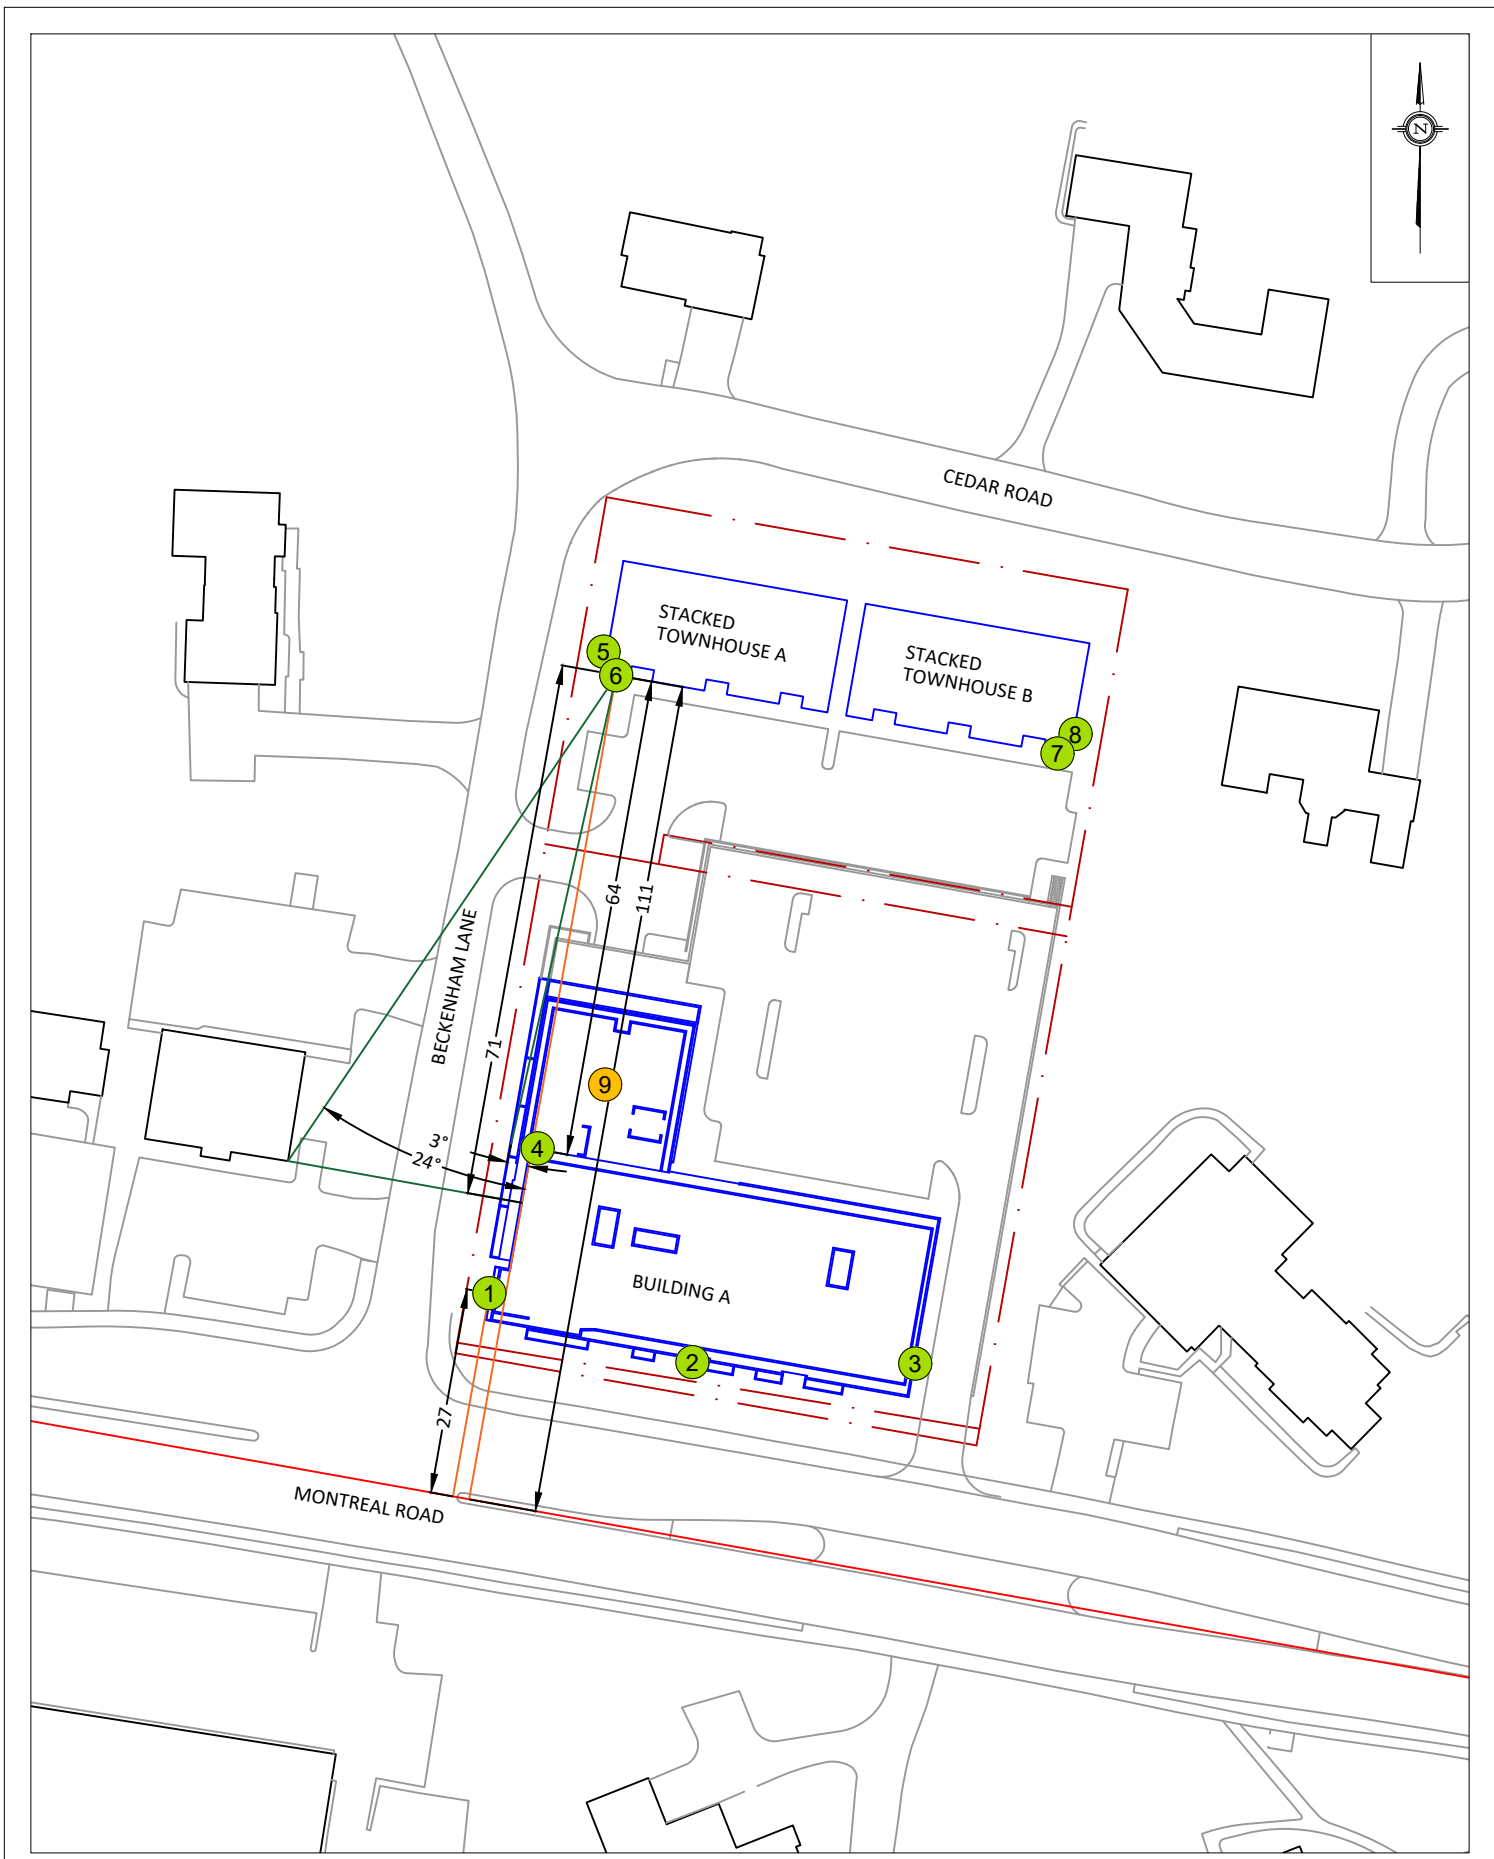 N
CEDAR ROAD
STACKED
TOWNHOUSE A
STACKED
TOWNHOUSE B
5
6
8
7
64
111
BECKENHAM LANE
71
9
3°
24°
4
1
BUILDING A
2
3
27
MONTREAL ROAD